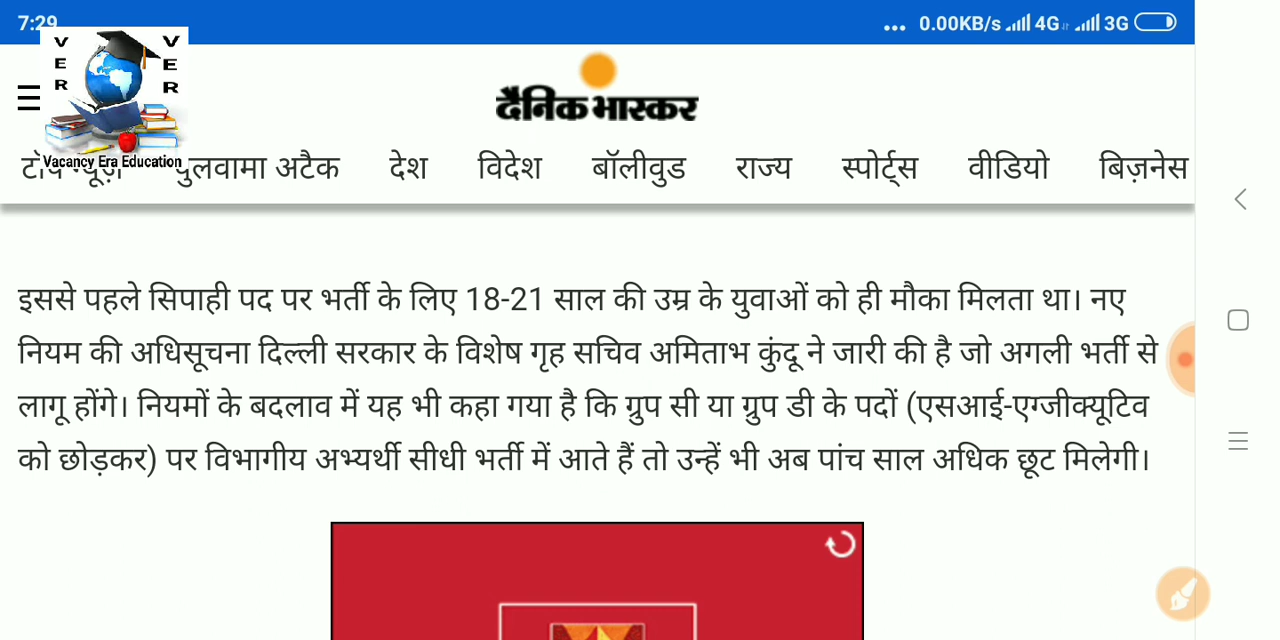 7:29
... 0.00KB/s 4G 3G
V V
E E
R R
Vacancy Era Education
दैनिक भास्कर
पुलवामा अटैक देश विदेश बॉलीवुड राज्य स्पोर्ट्स वीडियो बिज़नेस
इससे पहले सिपाही पद पर भर्ती के लिए 18-21 साल की उम्र के युवाओं को ही मौका मिलता था। नए
नियम की अधिसूचना दिल्ली सरकार के विशेष गृह सचिव अमिताभ कुंदू ने जारी की है जो अगली भर्ती से
लागू होंगे। नियमों के बदलाव में यह भी कहा गया है कि ग्रुप सी या ग्रुप डी के पदों (एसआई-एग्जीक्यूटिव
को छोड़कर) पर विभागीय अभ्यर्थी सीधी भर्ती में आते हैं तो उन्हें भी अब पांच साल अधिक छूट मिलेगी।